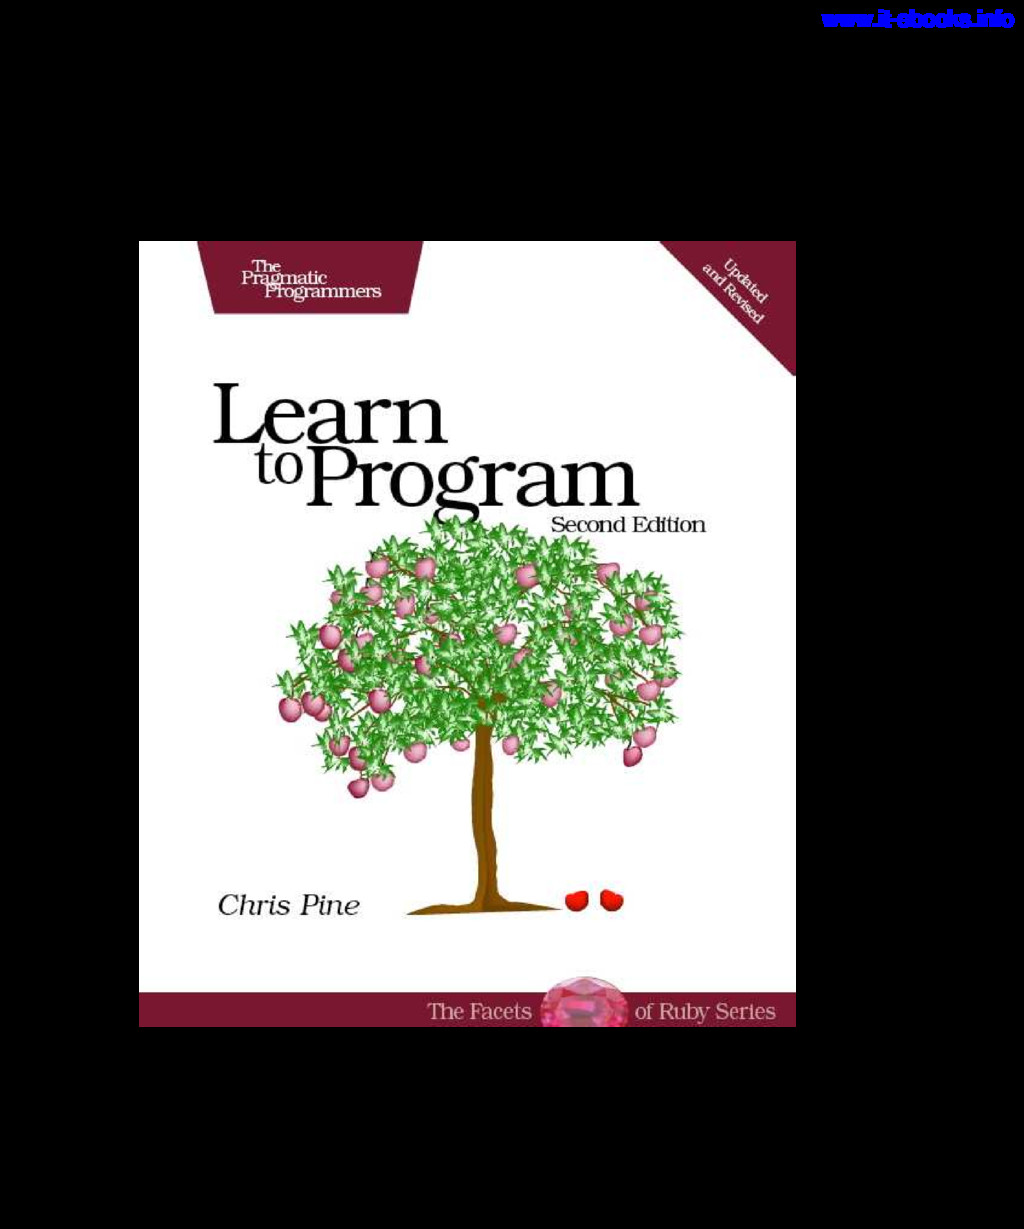 www.it-ebooks.info
The
Pragmatic
Programmers
Updated
and Revised
Learn
to Program
Second Edition
Chris Pine
The Facets of Ruby Series